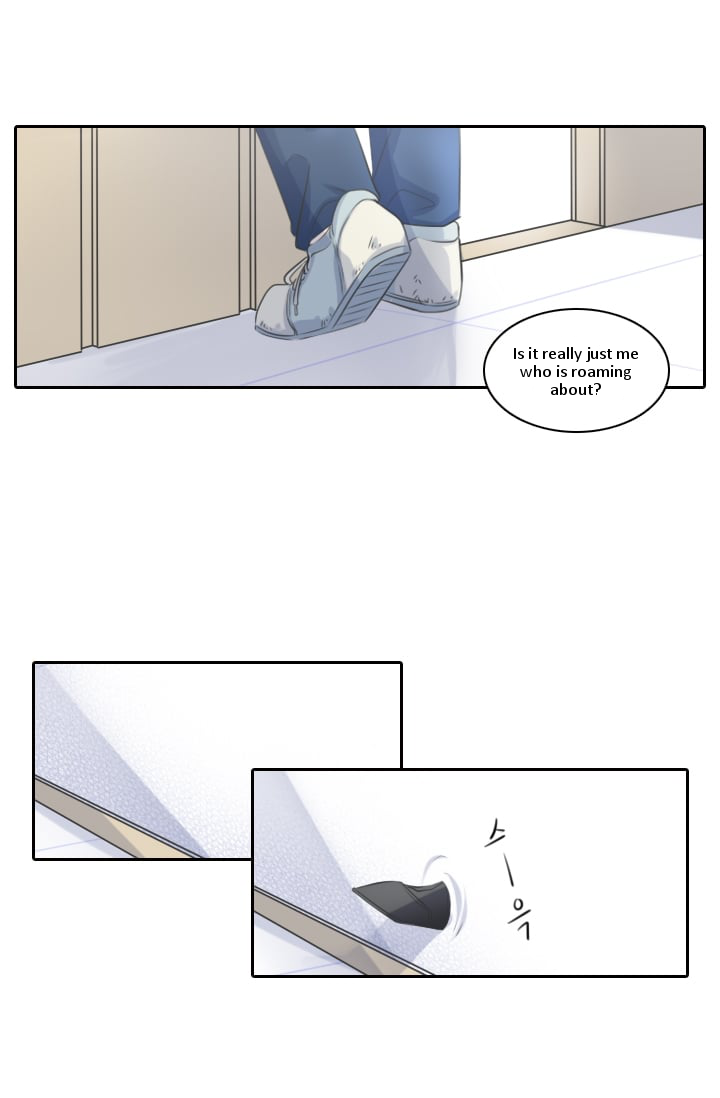 Is it really just me
who is roaming
about?
스
ㅣ
윽